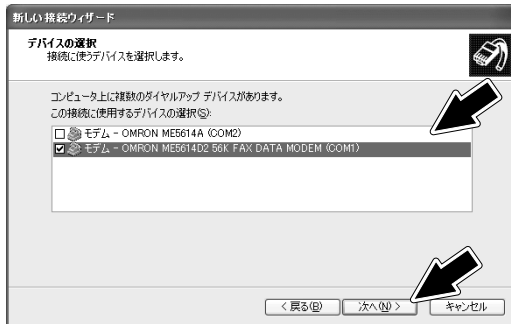 新しい接続ウィザード
デバイスの選択
接続に使うデバイスを選択します。
コンピュータ上に複数のダイヤルアップ デバイスがあります。
この接続に使用するデバイスの選択(S):
モデム - OMRON ME5614A (COM2)
モデム - OMRON ME5614D2 56K FAX DATA MODEM (COM1)
< 戻る(B) 次へ(N) > キャンセル